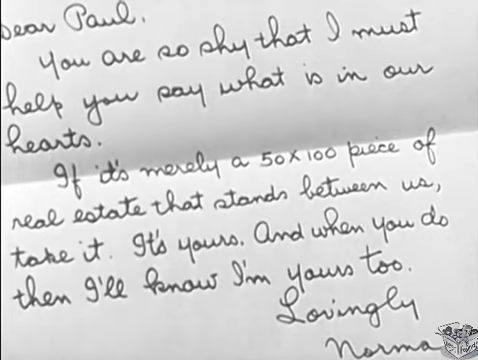 Dear Paul.
You are so shy that I must
help you say what is in our
hearts.
If it's merely a 50x100 piece of
real estate that stands between us,
take it. It's yours. And when you do
then I'll know I'm yours too.
Lovingly
Norma